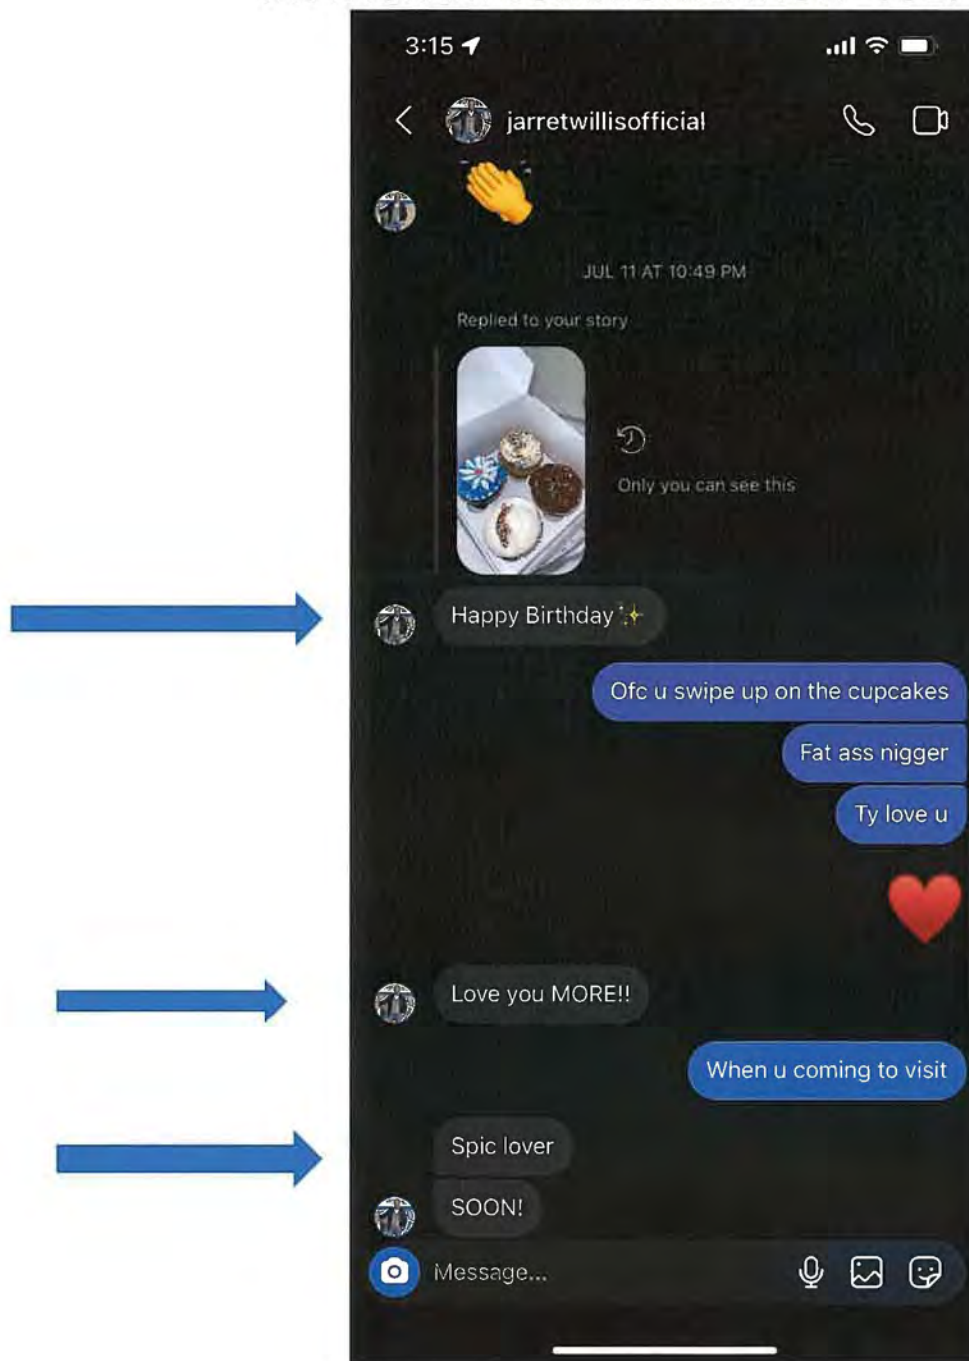 3:15
jarretwillisofficial
JUL 11 AT 10:49 PM
Replied to your story
Only you can see this
Happy Birthday
Ofc u swipe up on the cupcakes
Fat ass nigger
Ty love u
Love you MORE!!
When u coming to visit
Spic lover
SOON!
Message...